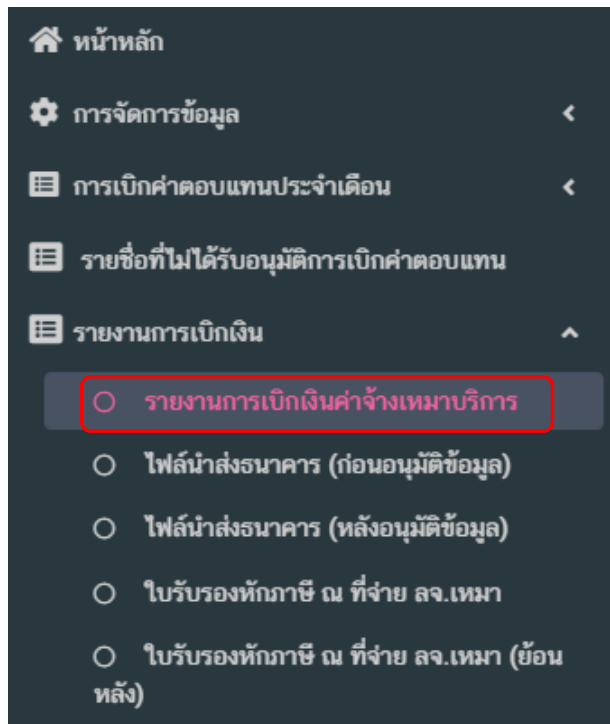 หน้าหลัก
การจัดการข้อมูล
การเบิกค่าตอบแทนประจำเดือน
รายชื่อที่ไม่ได้รับอนุมัติการเบิกค่าตอบแทน
รายงานการเบิกเงิน
รายงานการเบิกเงินค่าจ้างเหมาบริการ
ไฟล์นำส่งธนาคาร (ก่อนอนุมัติข้อมูล)
ไฟล์นำส่งธนาคาร (หลังอนุมัติข้อมูล)
ใบรับรองหักภาษี ณ ที่จ่าย ลจ.เหมา
ใบรับรองหักภาษี ณ ที่จ่าย ลจ.เหมา (ย้อน
หลัง)